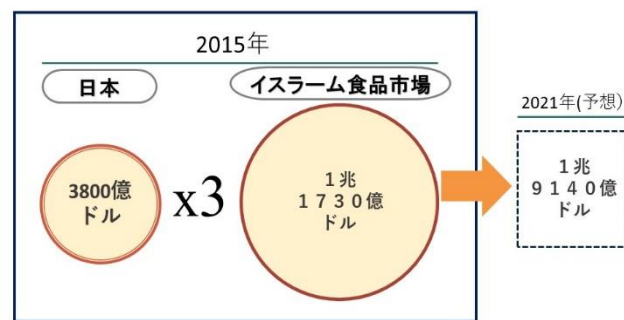 2015年
日本
イスラーム食品市場
3800億
ドル
x3
1兆
１７３０億
ドル
2021年(予想)
1兆
９１４０億
ドル